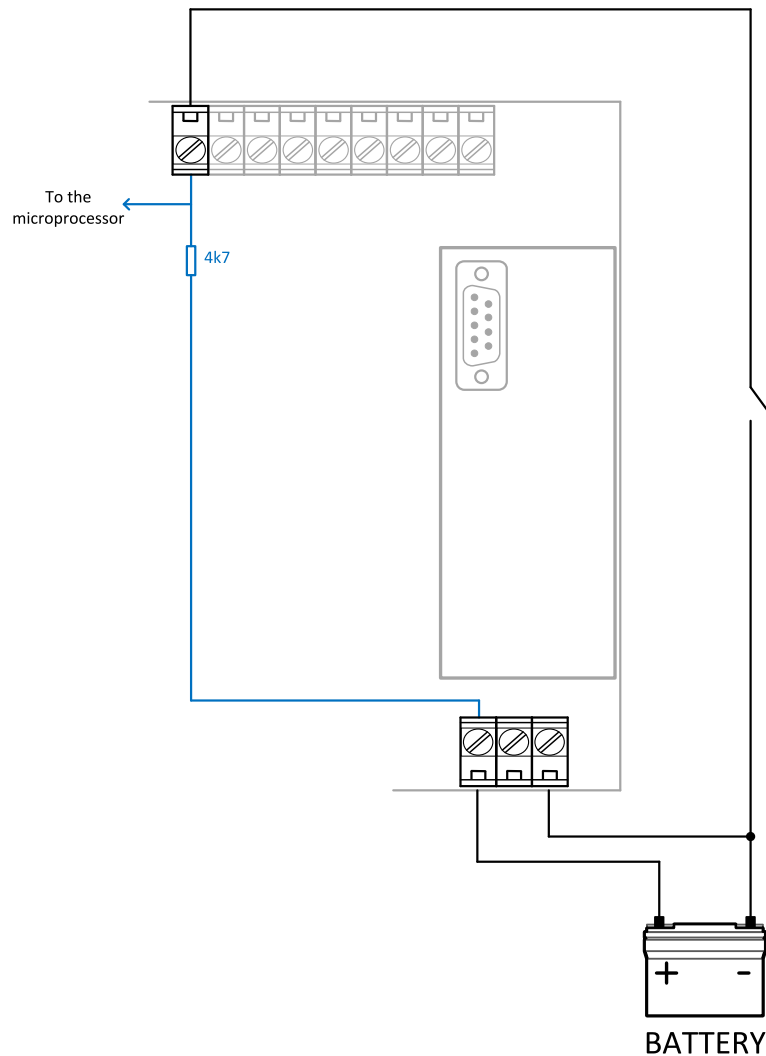 To the
microprocessor
4k7
+ -
BATTERY